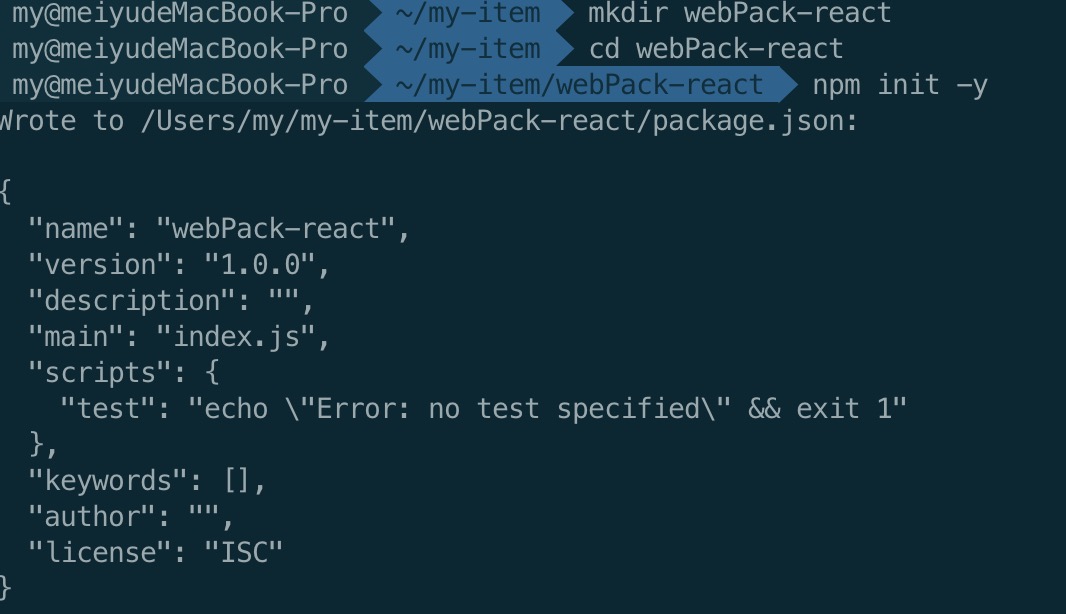 my@meiyudeMacBook-Pro ~/my-item mkdir webPack-react
my@meiyudeMacBook-Pro ~/my-item cd webPack-react
my@meiyudeMacBook-Pro ~/my-item/webPack-react npm init -y
Wrote to /Users/my/my-item/webPack-react/package.json:
{
  "name": "webPack-react",
  "version": "1.0.0",
  "description": "",
  "main": "index.js",
  "scripts": {
    "test": "echo \"Error: no test specified\" && exit 1"
  },
  "keywords": [],
  "author": "",
  "license": "ISC"
}